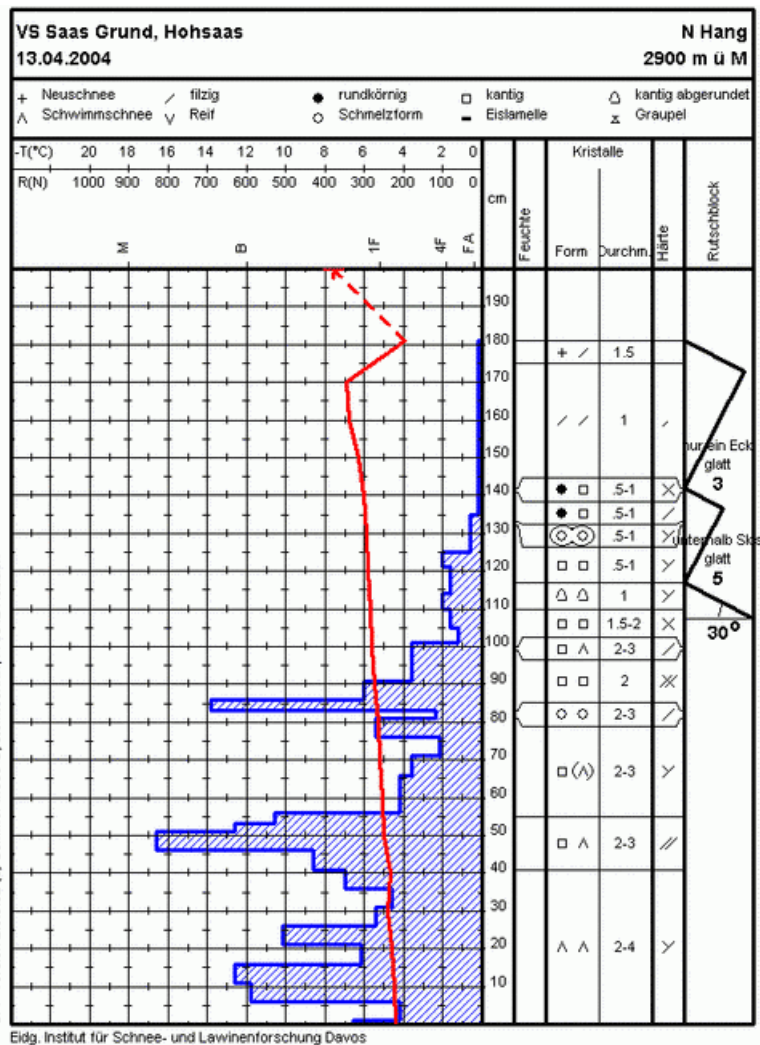 VS Saas Grund, Hohsaas N Hang
13.04.2004 2900 m ü M
+ Neuschnee / filzig ● rundkörnig □ kantig kantig abgerundet
∧ Schwimmschnee ∨ Reif ○ Schmelzform - Eislamelle Graupel
-T(°C) 20 18 16 14 12 10 8 6 4 2 0
R(N) 1000 900 800 700 600 500 400 300 200 100 0
M B 1F 4F F A
cm
Feuchte
Kristalle
Form Durchm. Härte
Rutschblock
190
180
+ / 1.5
170
160
/ / 1 /
nur ein Eck
glatt
3
150
140
● □ .5-1 X
● □ .5-1 /
130
○ ○ .5-1
unterhalb Skis
glatt
5
120
□ □ .5-1
110
1
□ □ 1.5-2 X
30°
100
□ ∧ 2-3 /
90
□ □ 2
80
○ ○ 2-3 /
70
□ (∧) 2-3
60
50
□ ∧ 2-3 //
40
30
20
∧ ∧ 2-4
10
Eidg. Institut für Schnee- und Lawinenforschung Davos